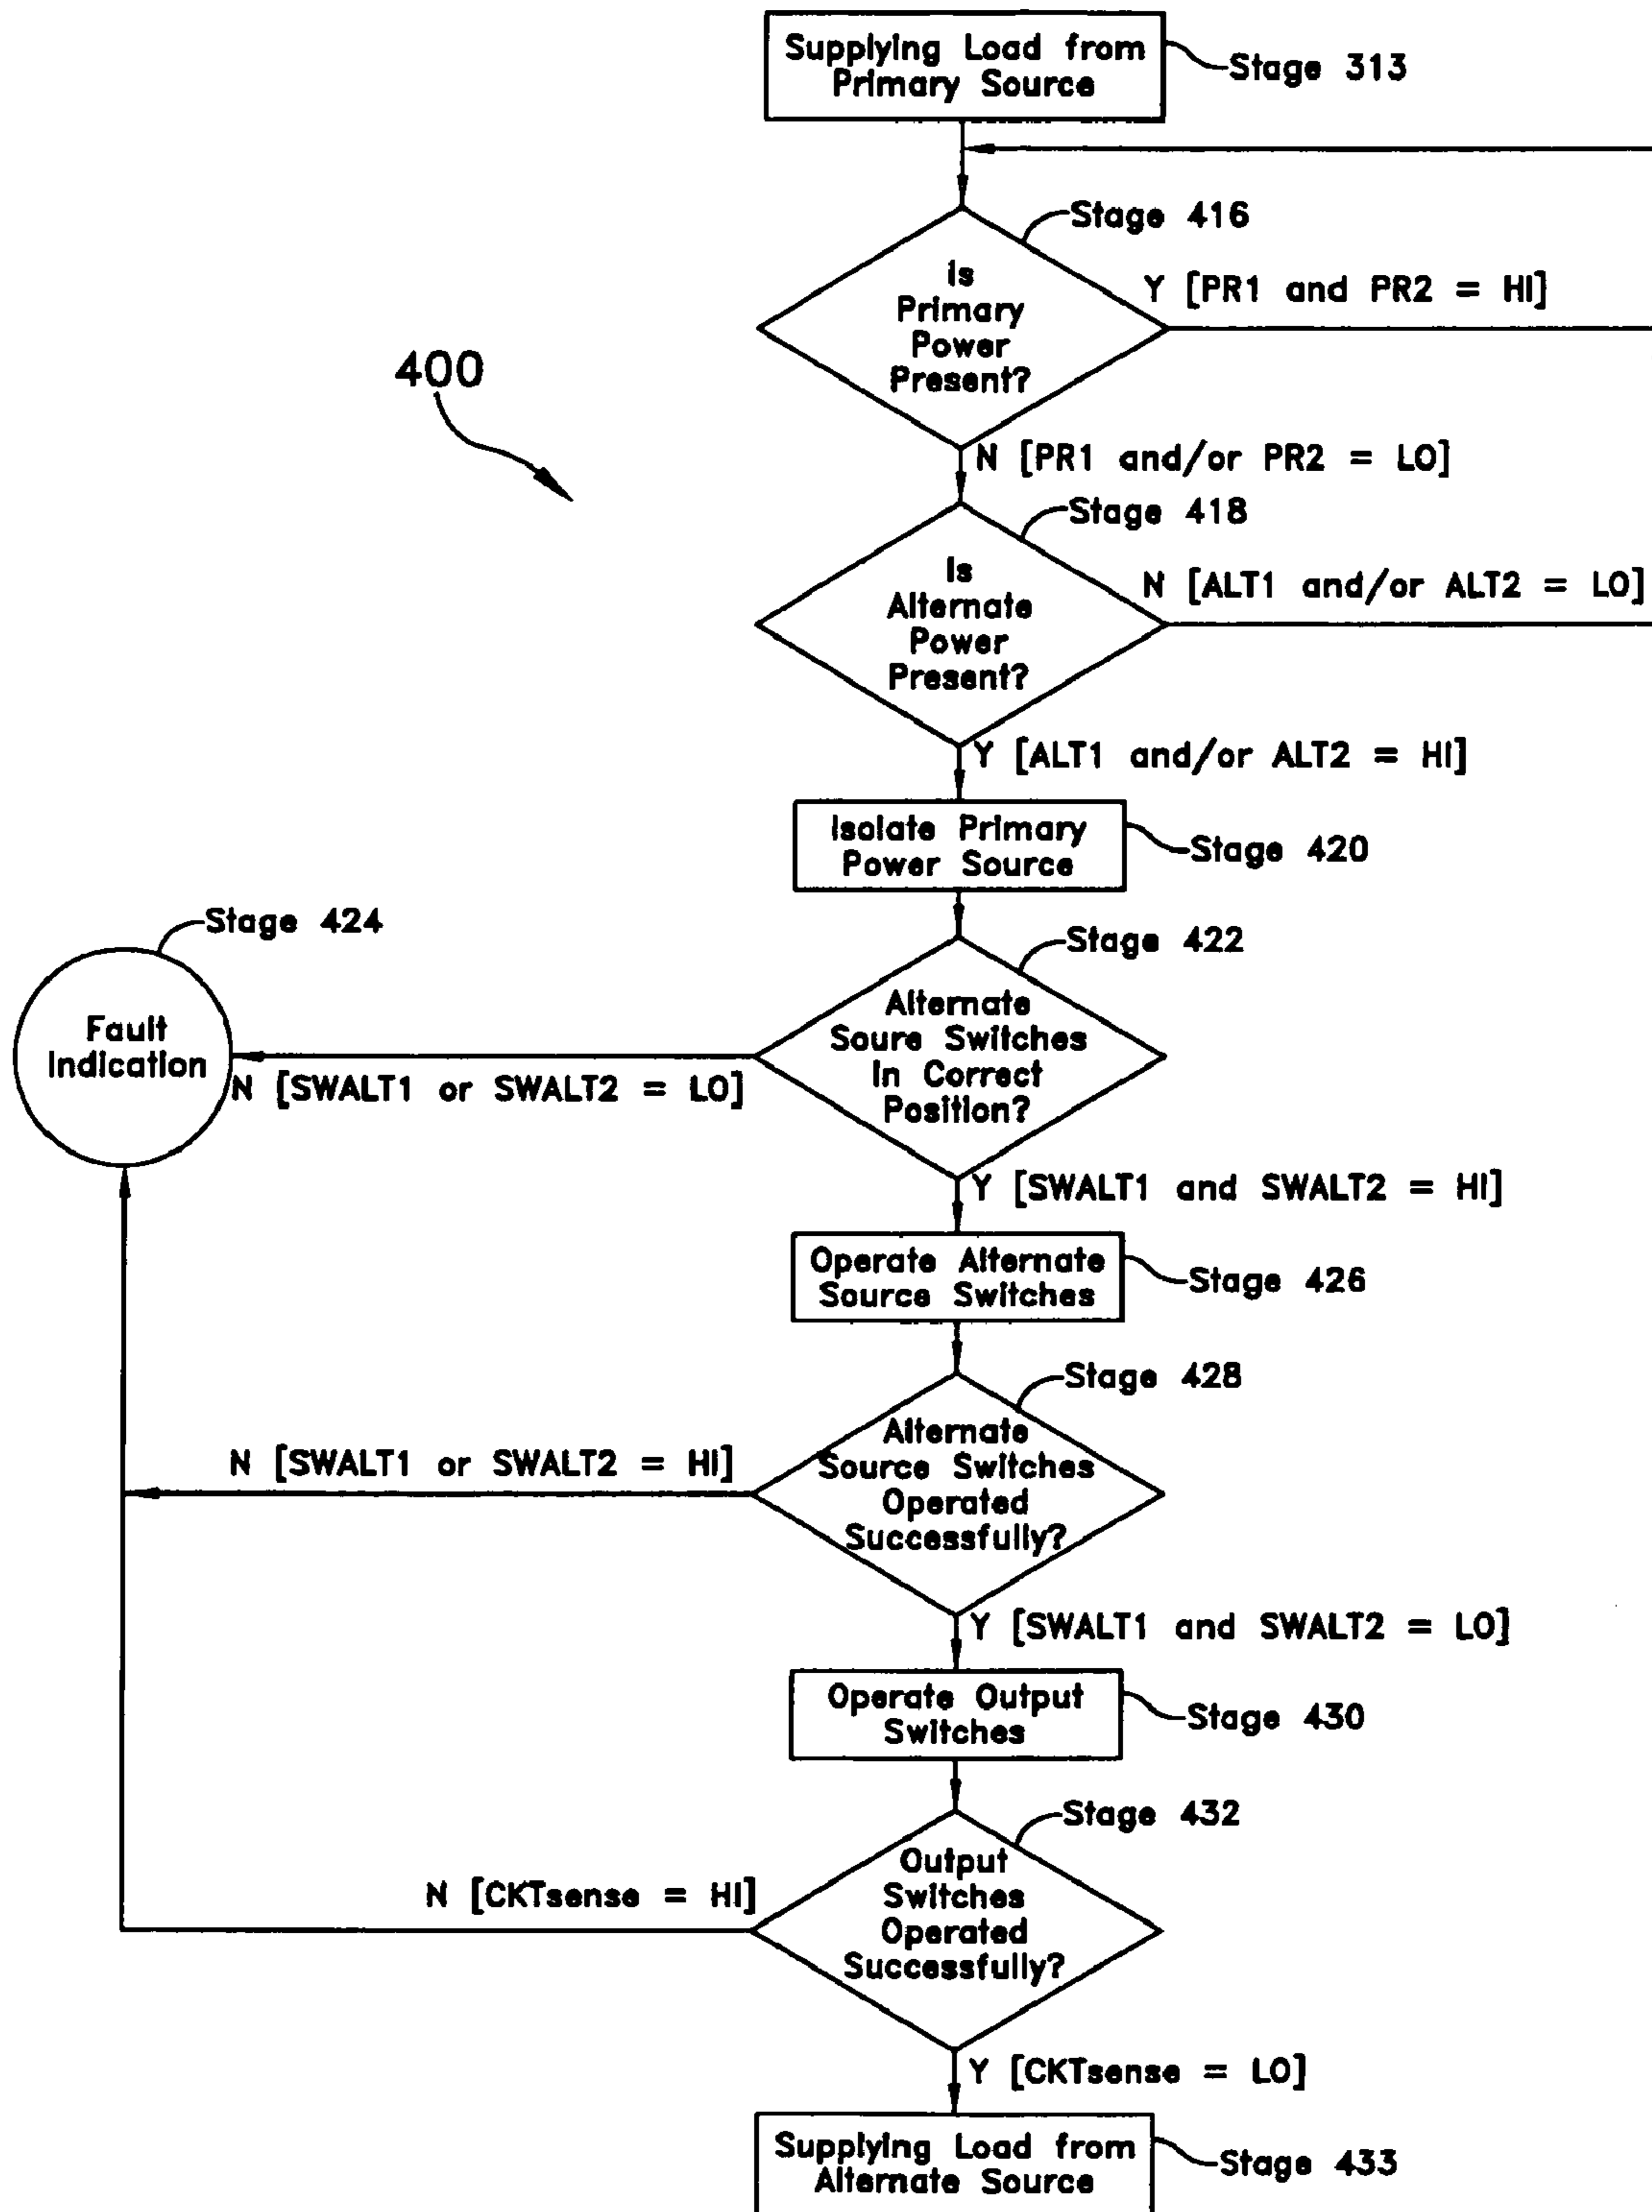 Supplying Load from
Primary Source
Stage 313
Stage 416
Is
Primary
Power
Present?
Y [PR1 and PR2 = HI]
400
N [PR1 and/or PR2 = LO]
Stage 418
Is
Alternate
Power
Present?
N [ALT1 and/or ALT2 = LO]
Y [ALT1 and/or ALT2 = HI]
Isolate Primary
Power Source
Stage 420
Stage 424
Fault
Indication
Stage 422
Alternate
Soure Switches
In Correct
Position?
N [SWALT1 or SWALT2 = LO]
Y [SWALT1 and SWALT2 = HI]
Operate Alternate
Source Switches
Stage 426
Stage 428
Alternate
Source Switches
Operated
Successfully?
N [SWALT1 or SWALT2 = HI]
Y [SWALT1 and SWALT2 = LO]
Operate Output
Switches
Stage 430
Stage 432
Output
Switches
Operated
Successfully?
N [CKTsense = HI]
Y [CKTsense = LO]
Supplying Load from
Alternate Source
Stage 433